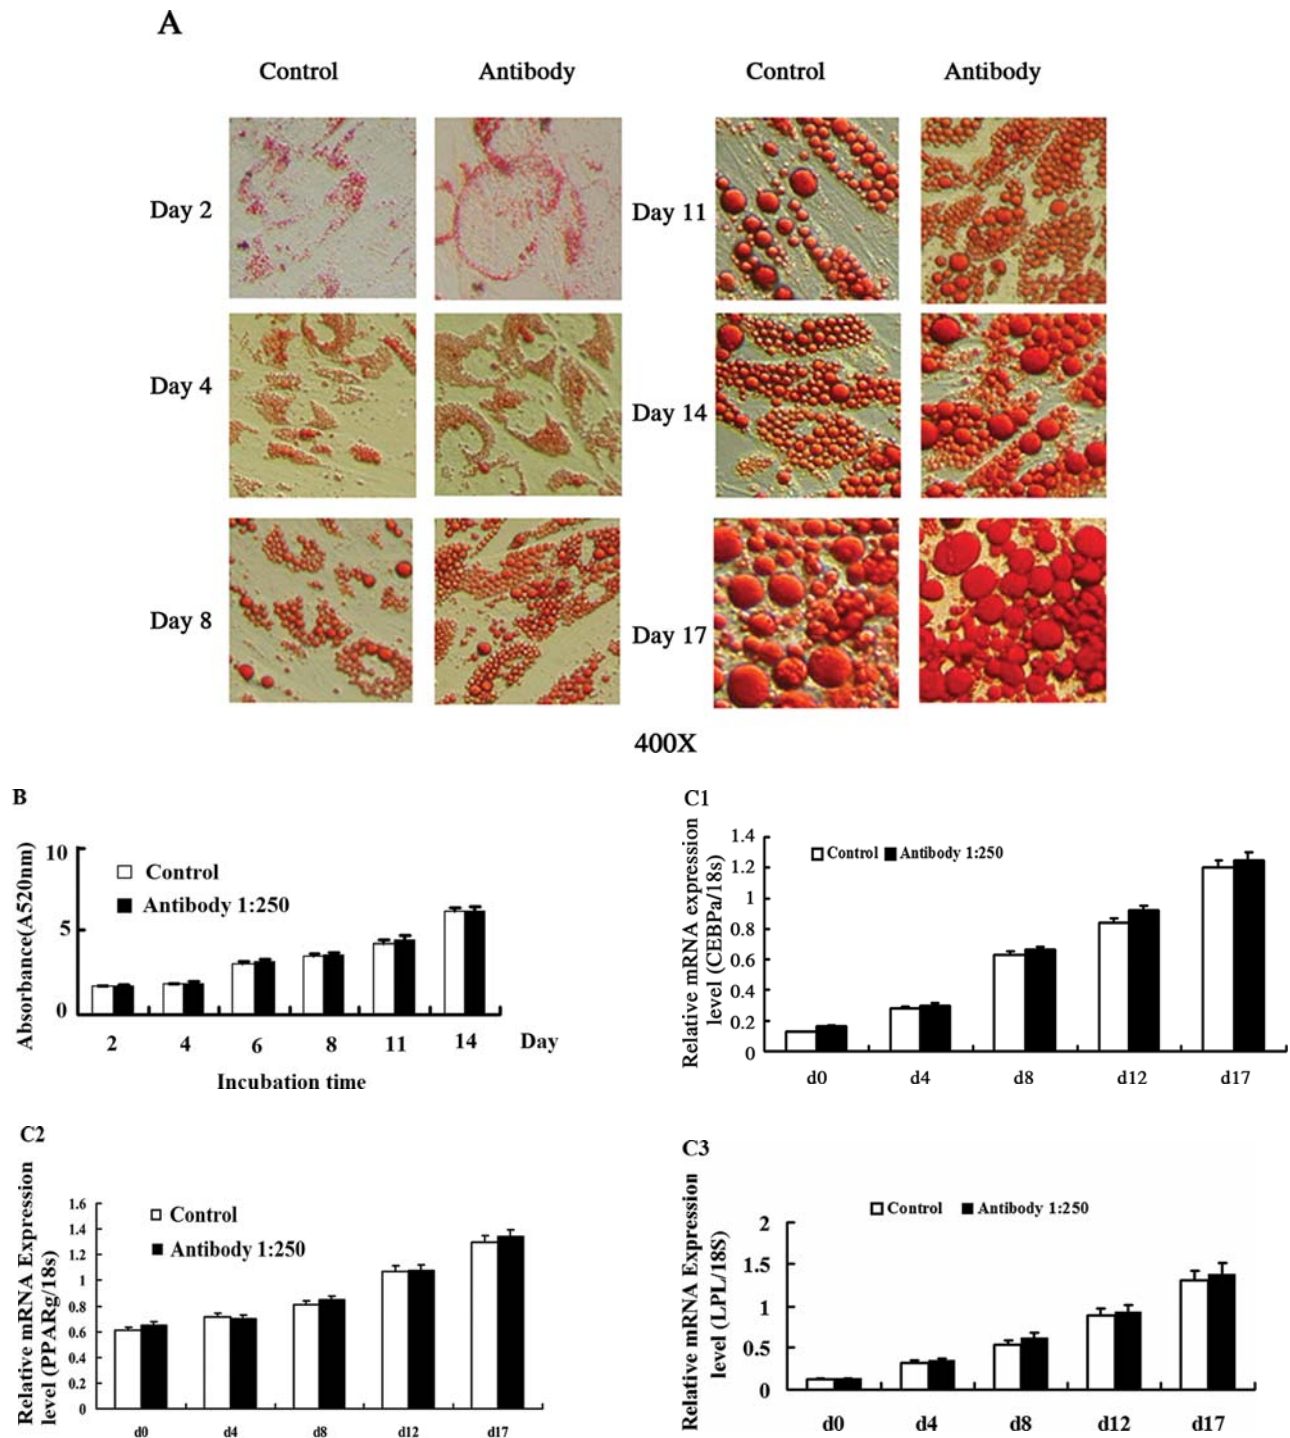 A
Control Antibody Control Antibody
Day 2
Day 11
Day 4
Day 14
Day 8
Day 17
400X
B
Absorbance(A520nm)
10
5
0
Control
Antibody 1:250
2 4 6 8 11 14 Day
Incubation time
C1
Relative mRNA expression
level (CEBPa/18s)
1.4
1.2
1
0.8
0.6
0.4
0.2
0
Control Antibody 1:250
d0 d4 d8 d12 d17
C2
Relative mRNA Expression
level (PPARg/18s)
1.6
1.4
1.2
1
0.8
0.6
0.4
0.2
0
Control
Antibody 1:250
d0 d4 d8 d12 d17
C3
Relative mRNA Expression
level (LPL/18S)
2
1.5
1
0.5
0
Control Antibody 1:250
d0 d4 d8 d12 d17